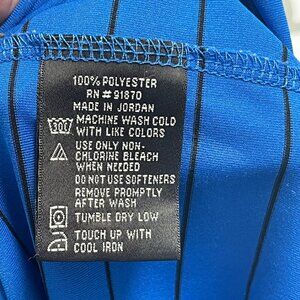 100% POLYESTER
RN # 91870
MADE IN JORDAN
MACHINE WASH COLD
WITH LIKE COLORS
USE ONLY NON-
CHLORINE BLEACH
WHEN NEEDED
DO NOT USE SOFTENERS
REMOVE PROMPTLY
AFTER WASH
TUMBLE DRY LOW
TOUCH UP WITH
COOL IRON